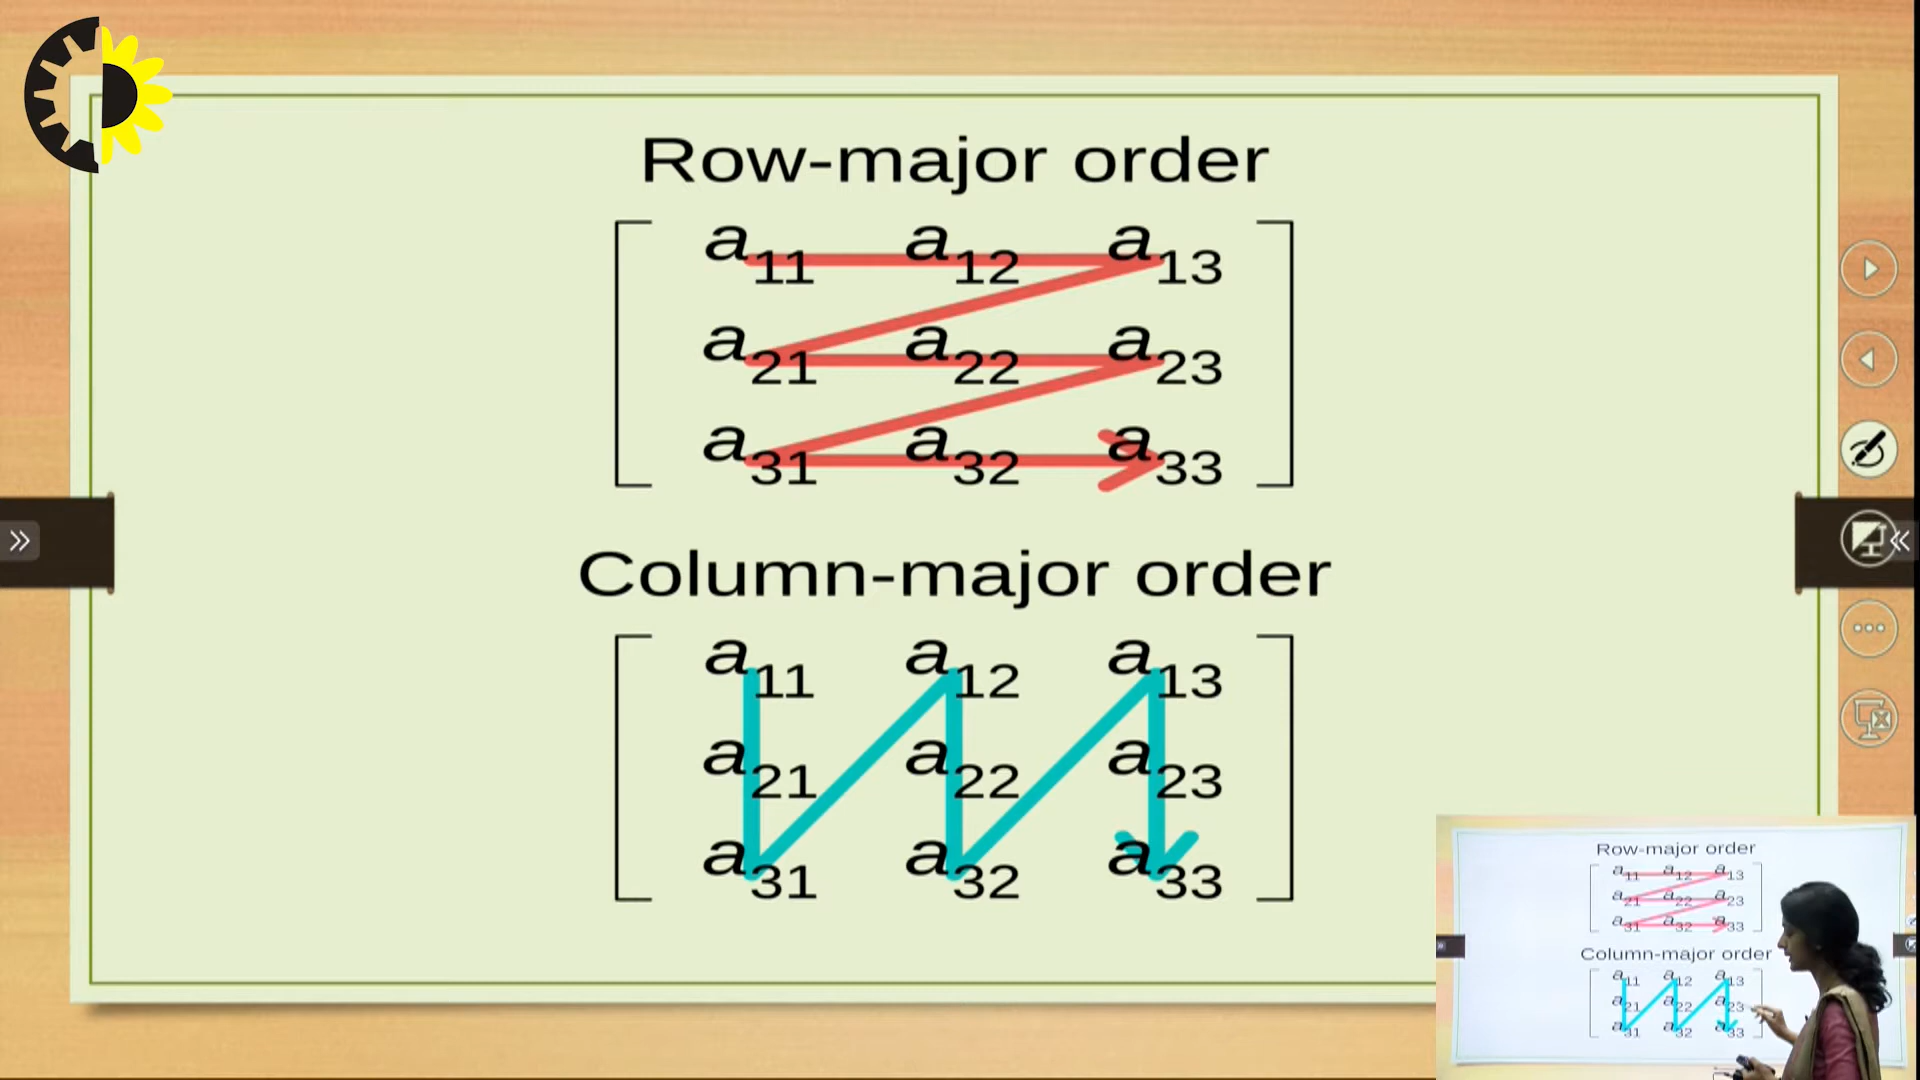 Row-major order
a11 a12 a13
a21 a22 a23
a31 a32 a33
Column-major order
a11 a12 a13
a21 a22 a23
a31 a32 a33
Row-major order
a11 a12 a13
a21 a22 a23
a31 a32 a33
Column-major order
a11 a12 a13
a21 a22 a23
a31 a32 a33